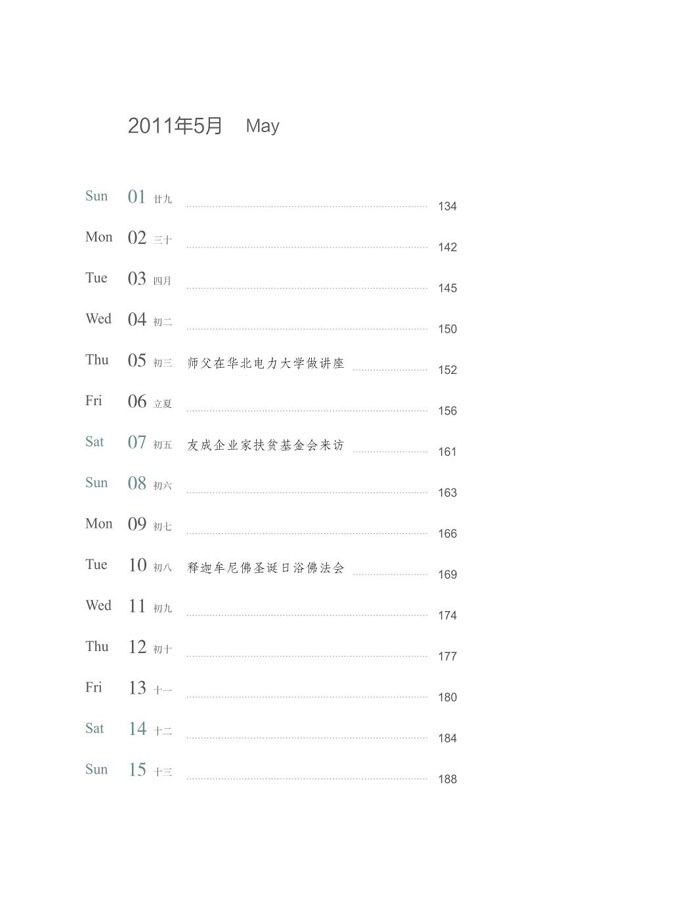 2011年5月 May
Sun 01 廿九 134
Mon 02 三十 142
Tue 03 四月 145
Wed 04 初二 150
Thu 05 初三 师父在华北电力大学做讲座 152
Fri 06 立夏 156
Sat 07 初五 友成企业家扶贫基金会来访 161
Sun 08 初六 163
Mon 09 初七 166
Tue 10 初八 释迦牟尼佛圣诞日浴佛法会 169
Wed 11 初九 174
Thu 12 初十 177
Fri 13 十一 180
Sat 14 十二 184
Sun 15 十三 188